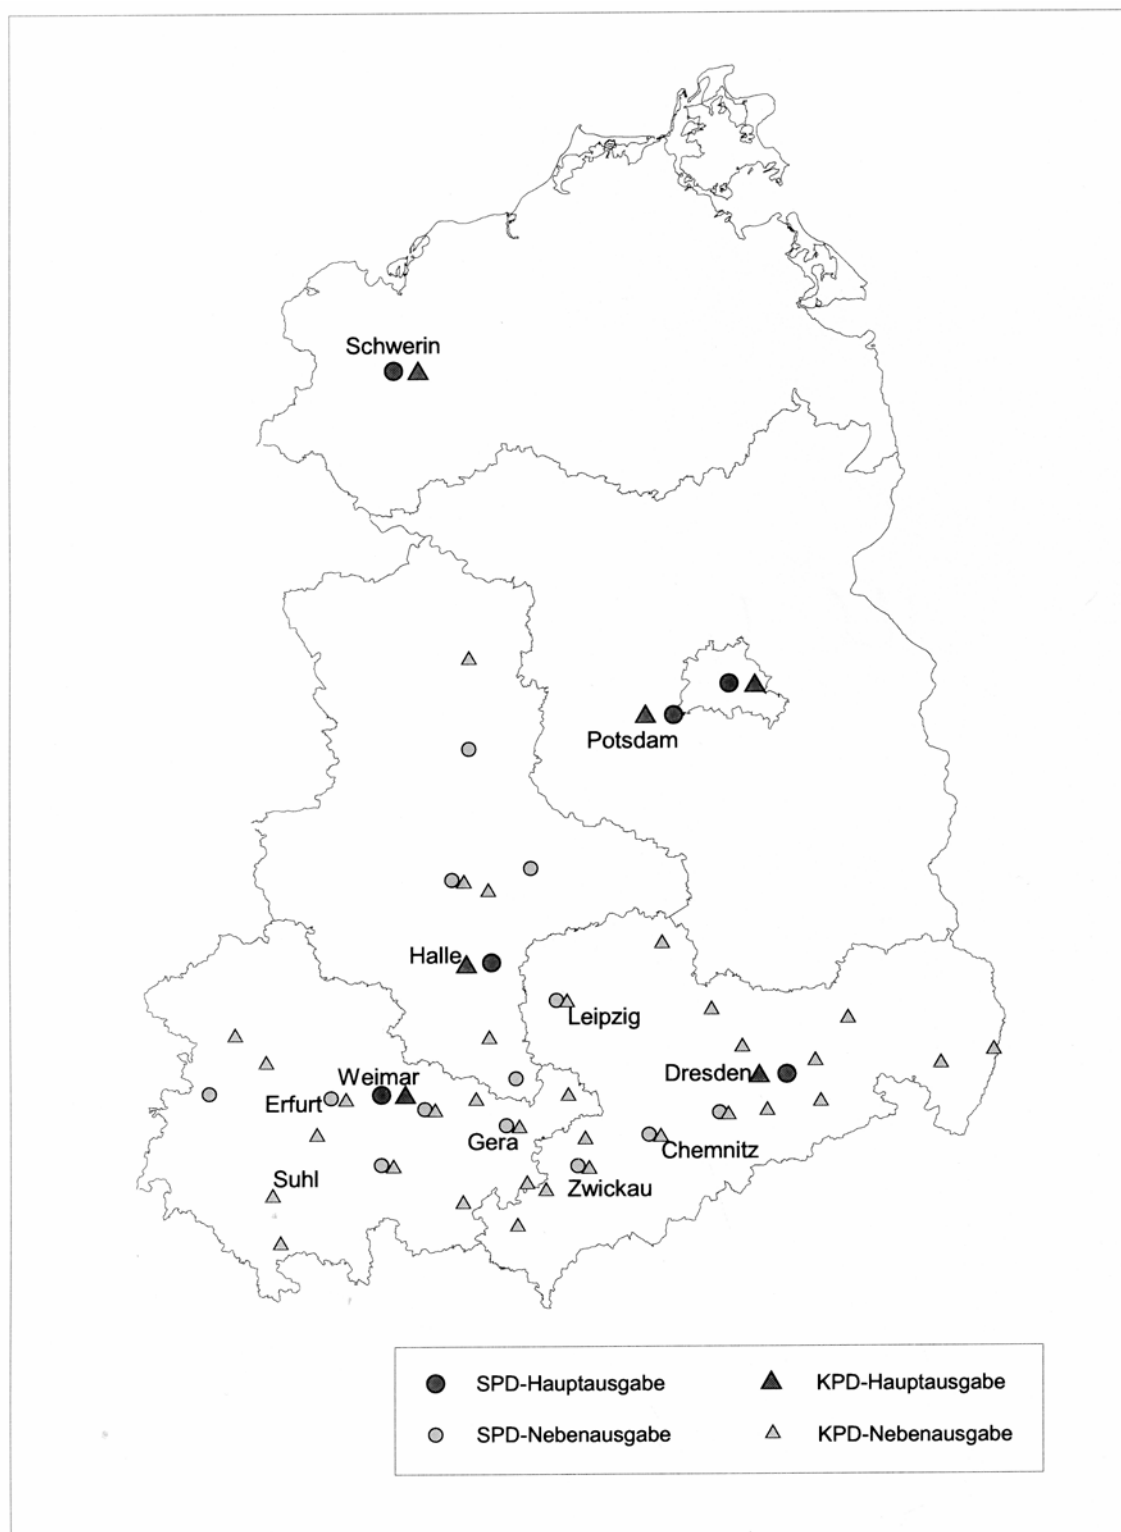 Schwerin
Potsdam
Halle
Leipzig
Weimar
Dresden
Erfurt
Gera
Chemnitz
Suhl
Zwickau
SPD-Hauptausgabe
KPD-Hauptausgabe
SPD-Nebenausgabe
KPD-Nebenausgabe